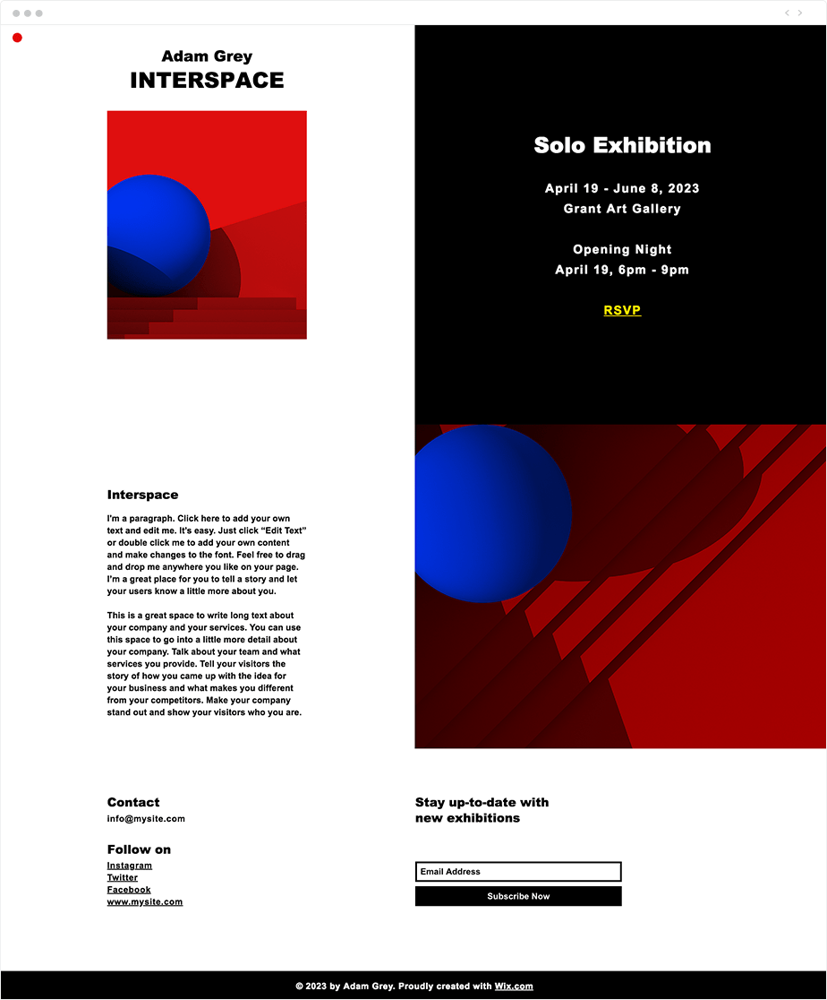 Adam Grey
INTERSPACE
Solo Exhibition
April 19 - June 8, 2023
Grant Art Gallery
Opening Night
April 19, 6pm - 9pm
RSVP
Interspace
I'm a paragraph. Click here to add your own
text and edit me. It's easy. Just click “Edit Text”
or double click me to add your own content
and make changes to the font. Feel free to drag
and drop me anywhere you like on your page.
I'm a great place for you to tell a story and let
your users know a little more about you.
This is a great space to write long text about
your company and your services. You can use
this space to go into a little more detail about
your company. Talk about your team and what
services you provide. Tell your visitors the
story of how you came up with the idea for
your business and what makes you different
from your competitors. Make your company
stand out and show your visitors who you are.
Contact
info@mysite.com
Follow on
Instagram
Twitter
Facebook
www.mysite.com
Stay up-to-date with
new exhibitions
Email Address
Subscribe Now
© 2023 by Adam Grey. Proudly created with Wix.com